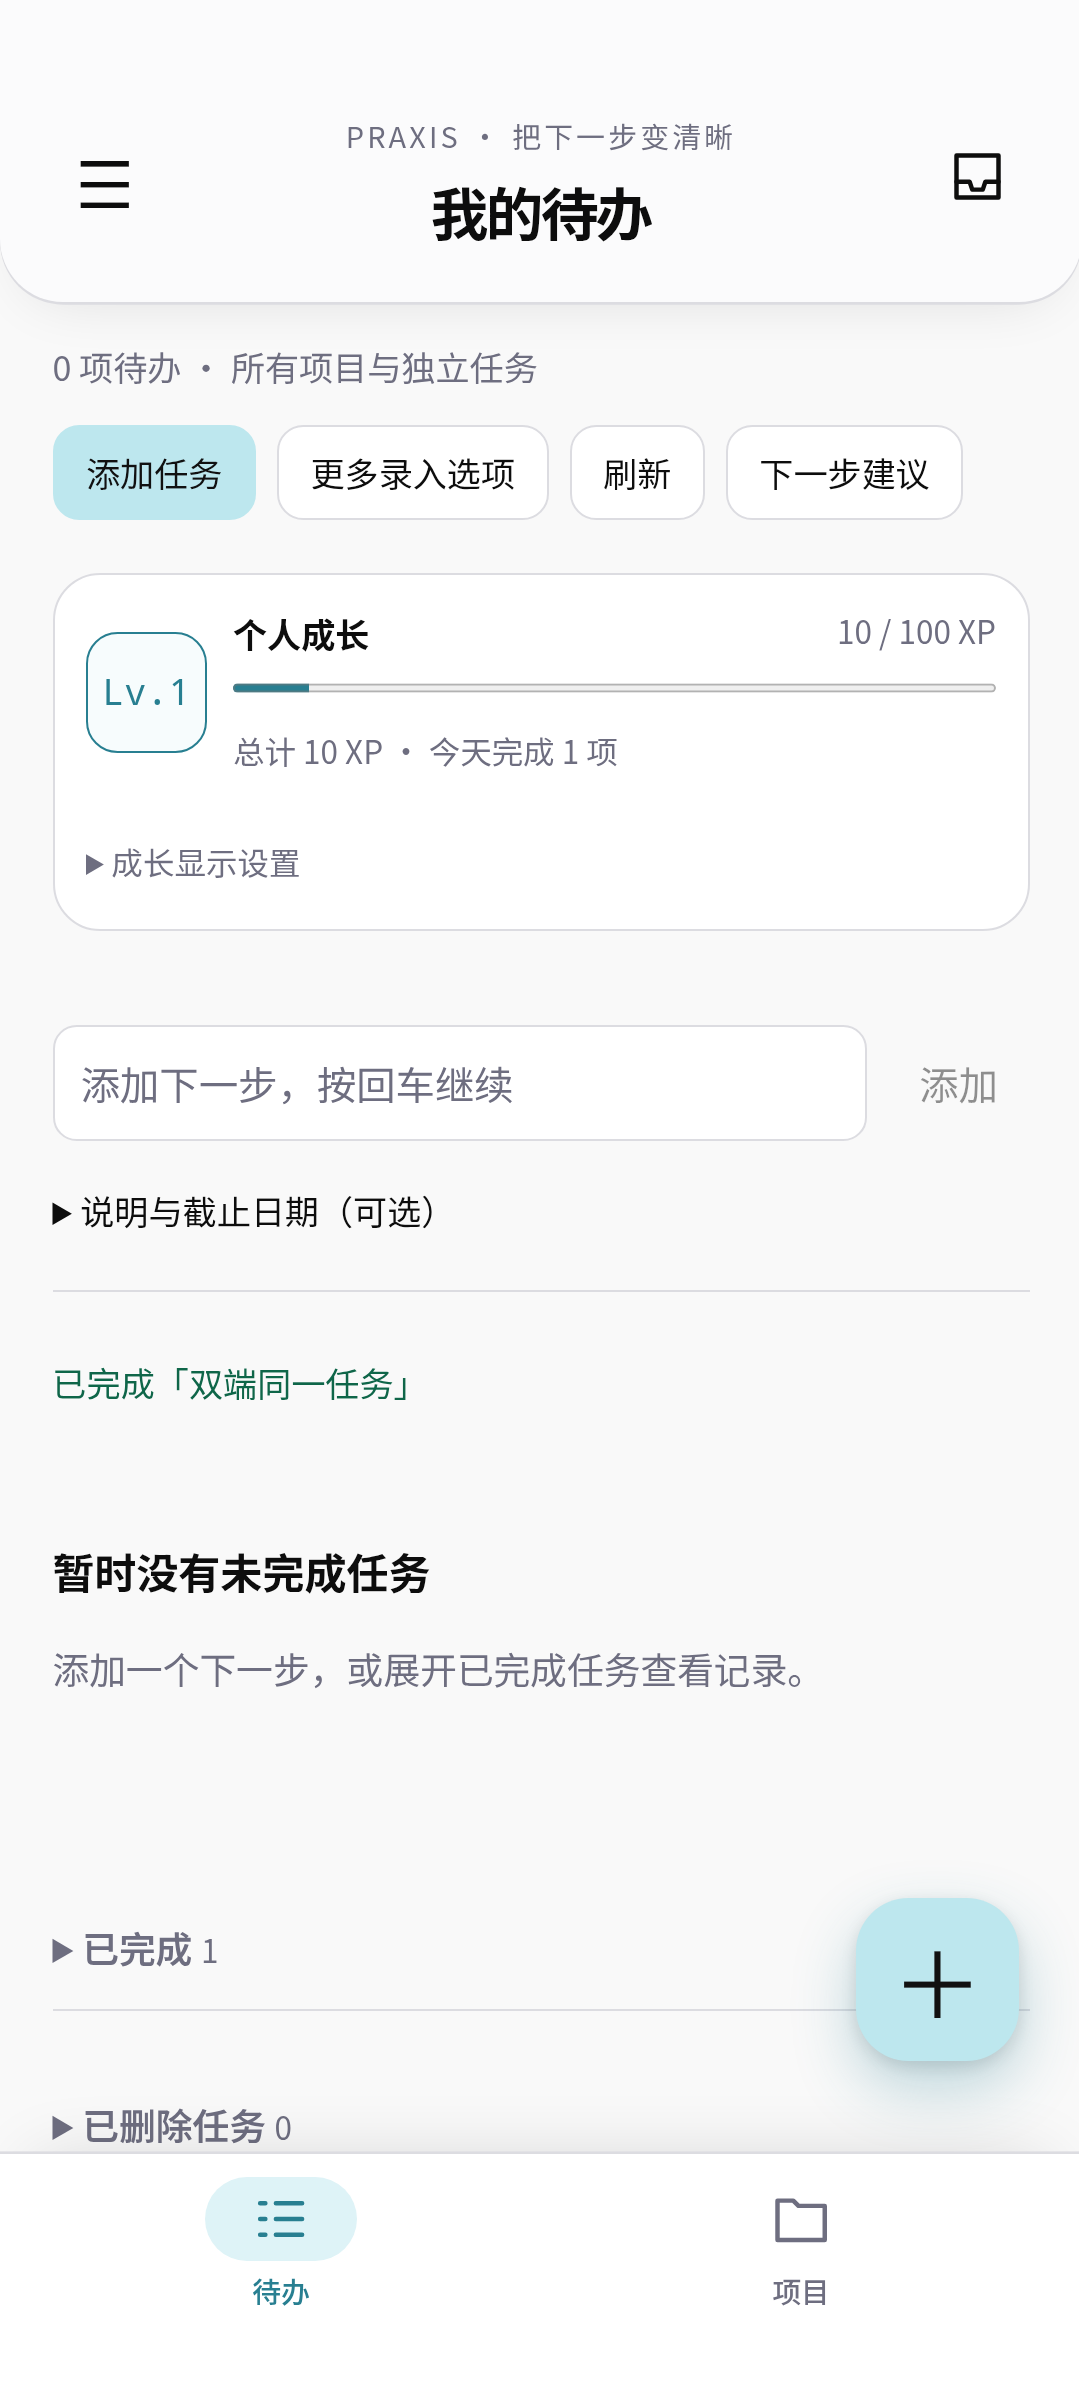 PRAXIS · 把下一步变清晰
我的待办
0 项待办 · 所有项目与独立任务
添加任务
更多录入选项
刷新
下一步建议
Lv.1
个人成长
10 / 100 XP
总计 10 XP · 今天完成 1 项
成长显示设置
添加下一步，按回车继续
添加
说明与截止日期（可选）
已完成「双端同一任务」
暂时没有未完成任务
添加一个下一步，或展开已完成任务查看记录。
已完成 1
已删除任务 0
待办
项目